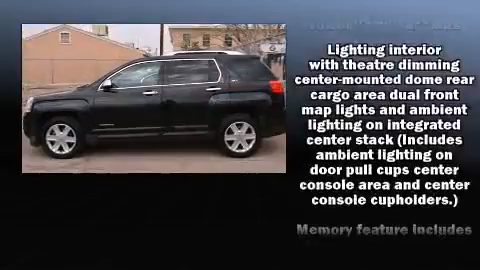 Lighting interior
with theatre dimming
center-mounted dome rear
cargo area dual front
map lights and ambient
lighting on integrated
center stack (Includes
ambient lighting on
door pull cups center
console area and center
console cupholders.)
Memory feature includes